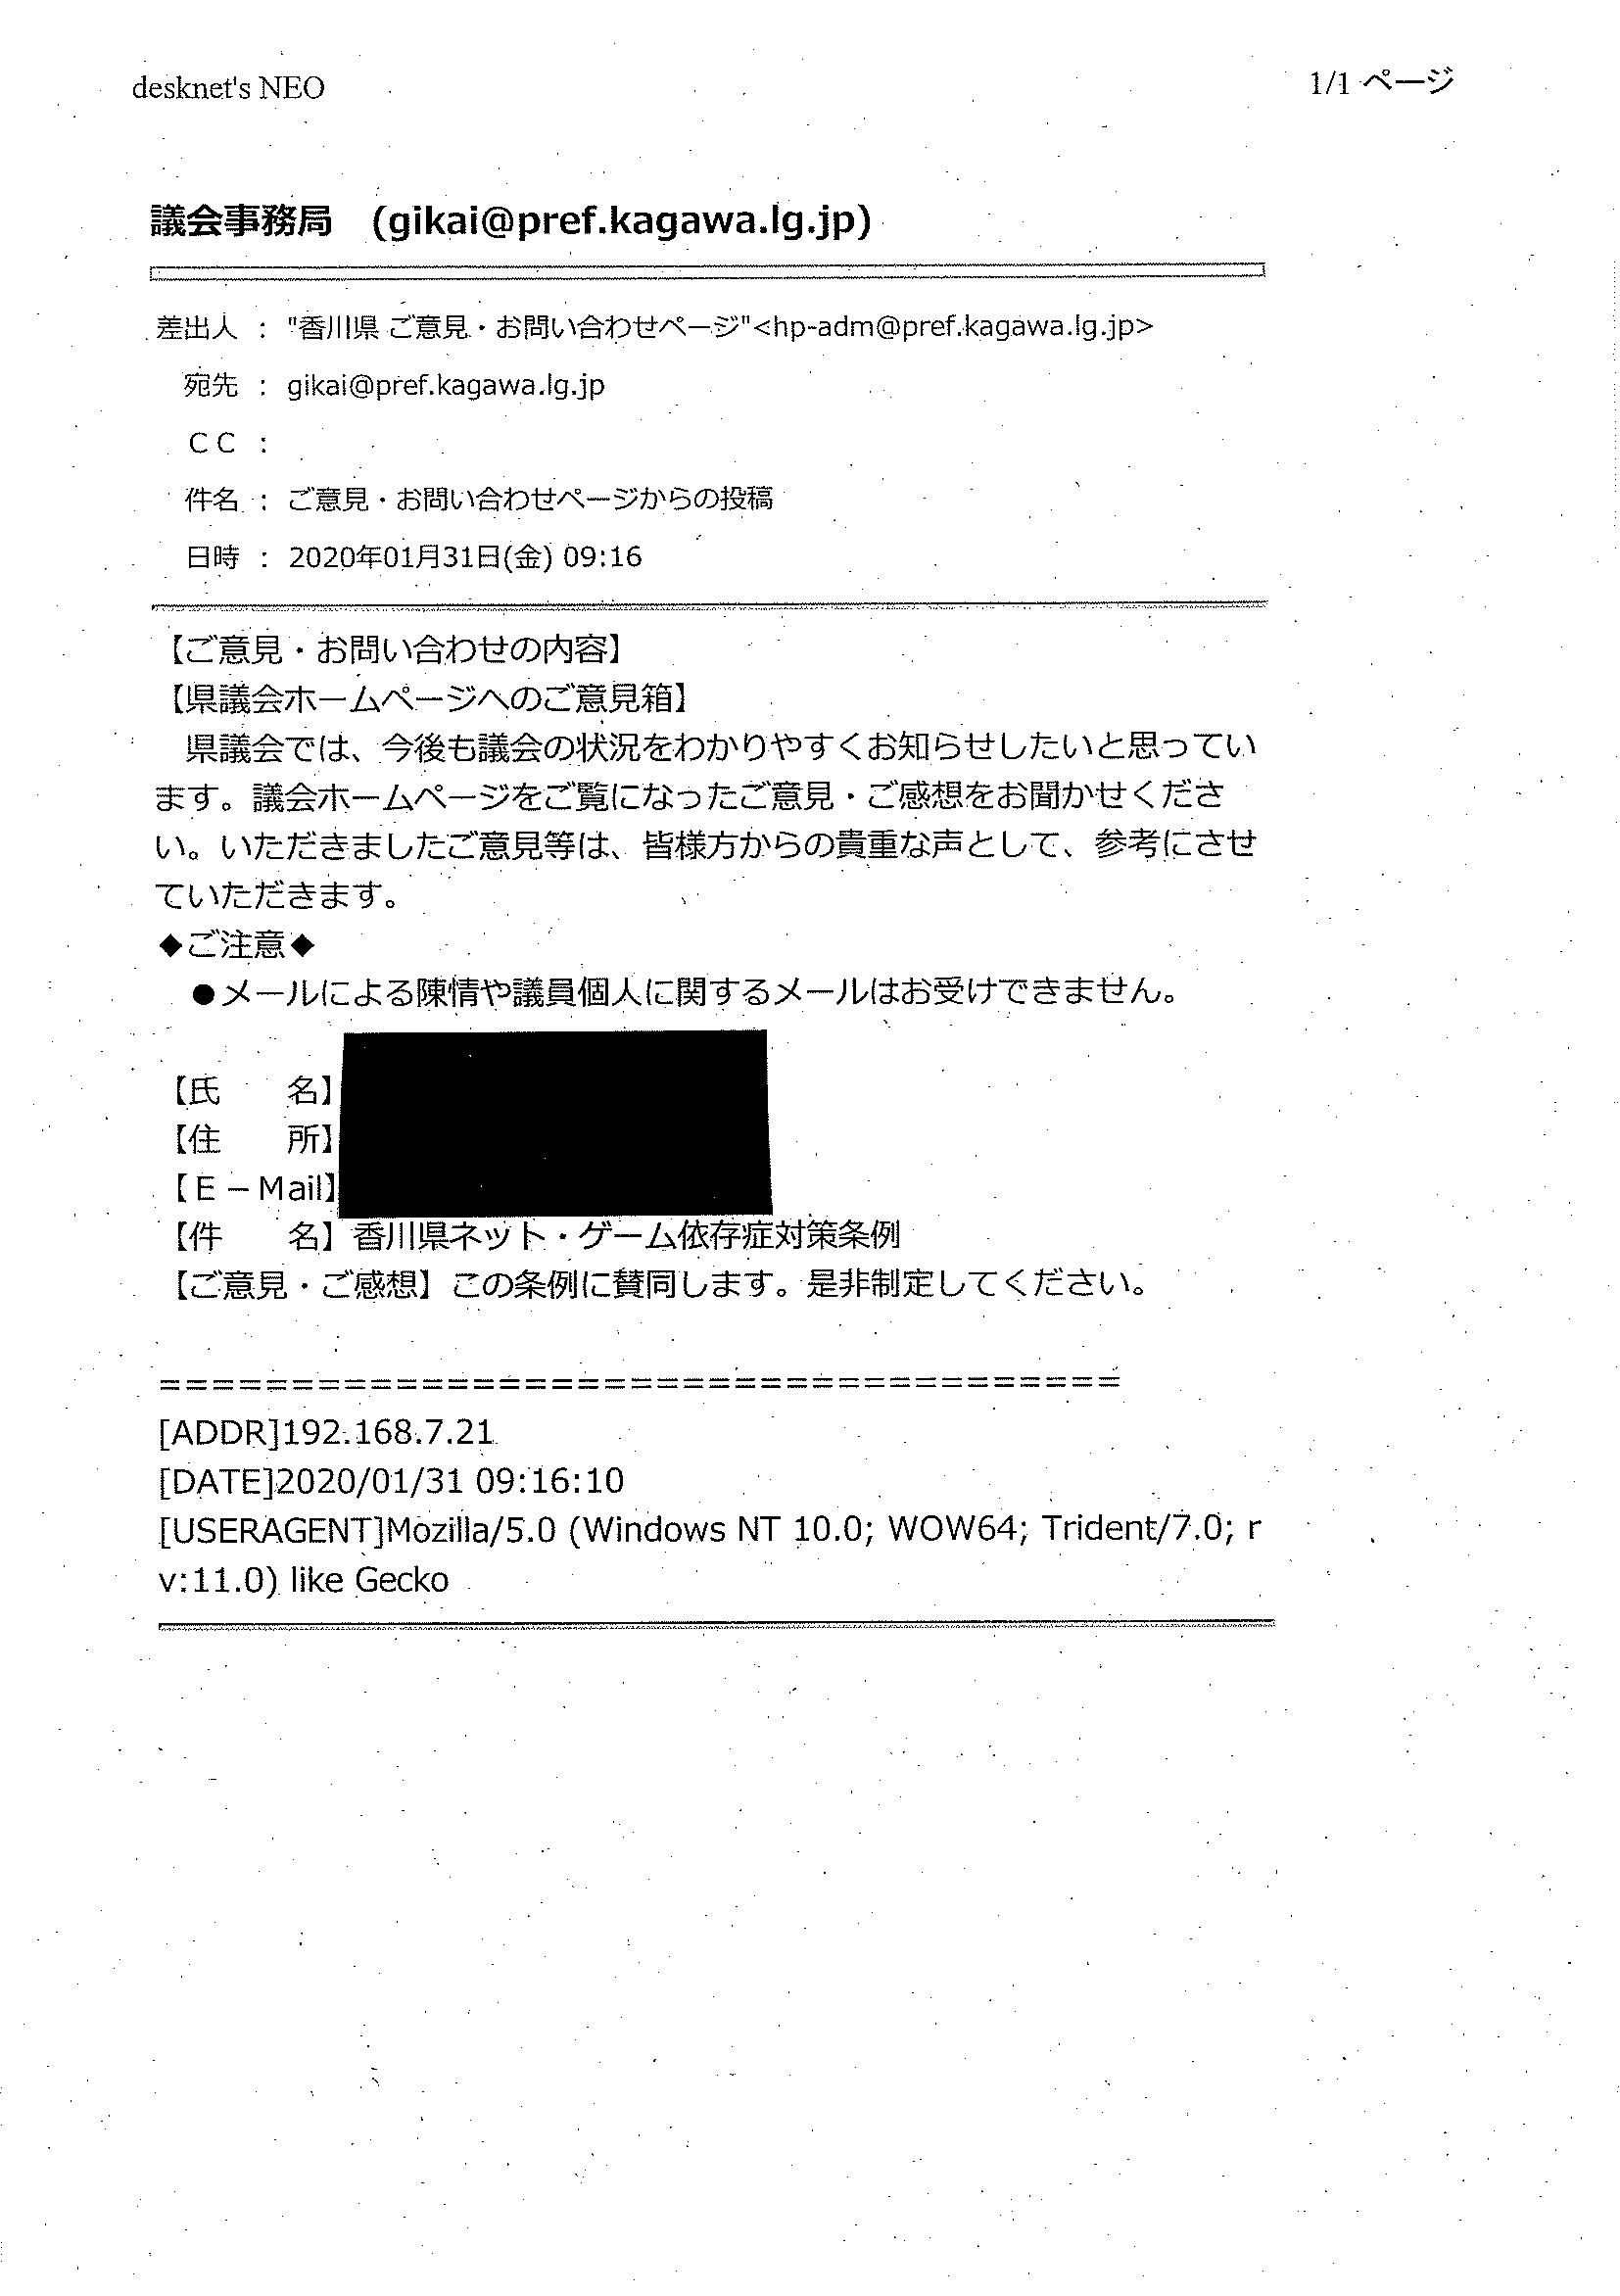 desknet's NEO
1/1 ページ
議会事務局　(gikai@pref.kagawa.lg.jp)
差出人 ： "香川県 ご意見・お問い合わせページ"<hp-adm@pref.kagawa.lg.jp>
宛先 ： gikai@pref.kagawa.lg.jp
ＣＣ ：
件名 ： ご意見・お問い合わせページからの投稿
日時 ： 2020年01月31日(金) 09:16
【ご意見・お問い合わせの内容】
【県議会ホームページへのご意見箱】
　県議会では、今後も議会の状況をわかりやすくお知らせしたいと思ってい
ます。議会ホームページをご覧になったご意見・ご感想をお聞かせくださ
い。いただきましたご意見等は、皆様方からの貴重な声として、参考にさせ
ていただきます。
◆ご注意◆
　●メールによる陳情や議員個人に関するメールはお受けできません。
【氏　　名】
【住　　所】
【Ｅ－Mail】
【件　　名】香川県ネット・ゲーム依存症対策条例
【ご意見・ご感想】この条例に賛同します。是非制定してください。
=====================================
[ADDR]192.168.7.21
[DATE]2020/01/31 09:16:10
[USERAGENT]Mozilla/5.0 (Windows NT 10.0; WOW64; Trident/7.0; r
v:11.0) like Gecko